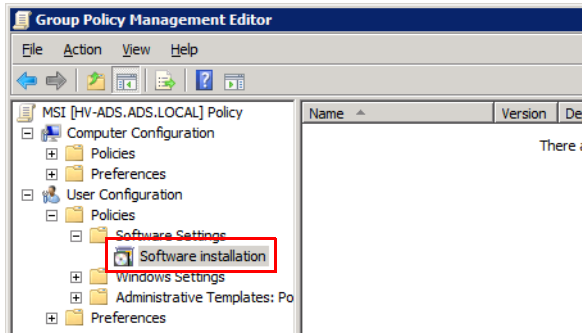 Group Policy Management Editor
File Action View Help
MSI [HV-ADS.ADS.LOCAL] Policy
Name Version De
Computer Configuration
There a
Policies
Preferences
User Configuration
Policies
Software Settings
Software installation
Windows Settings
Administrative Templates: Po
Preferences